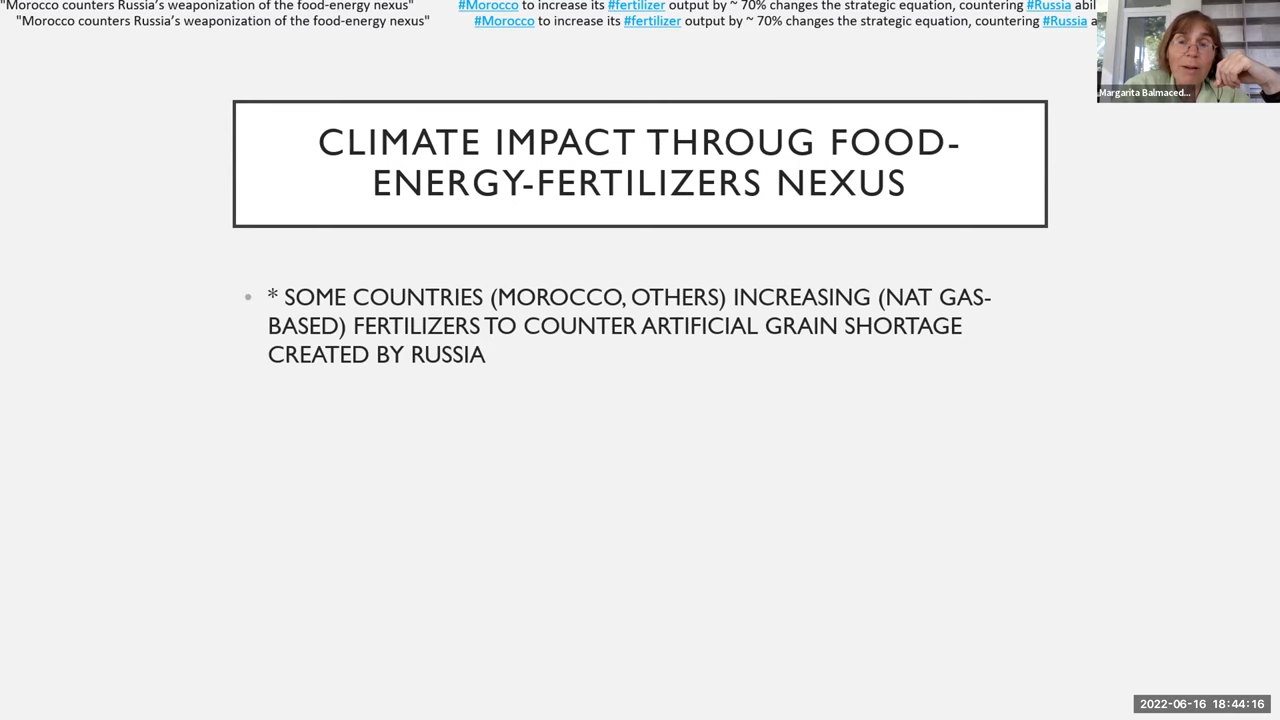 "Morocco counters Russia's weaponization of the food-energy nexus" #Morocco to increase its #fertilizer output by ~ 70% changes the strategic equation, countering #Russia abil
"Morocco counters Russia's weaponization of the food-energy nexus" #Morocco to increase its #fertilizer output by ~ 70% changes the strategic equation, countering #Russia a
Margarita Balmaced...
CLIMATE IMPACT THROUG FOOD-
ENERGY-FERTILIZERS NEXUS
* SOME COUNTRIES (MOROCCO, OTHERS) INCREASING (NAT GAS-
BASED) FERTILIZERS TO COUNTER ARTIFICIAL GRAIN SHORTAGE
CREATED BY RUSSIA
2022-06-16 18:44:16